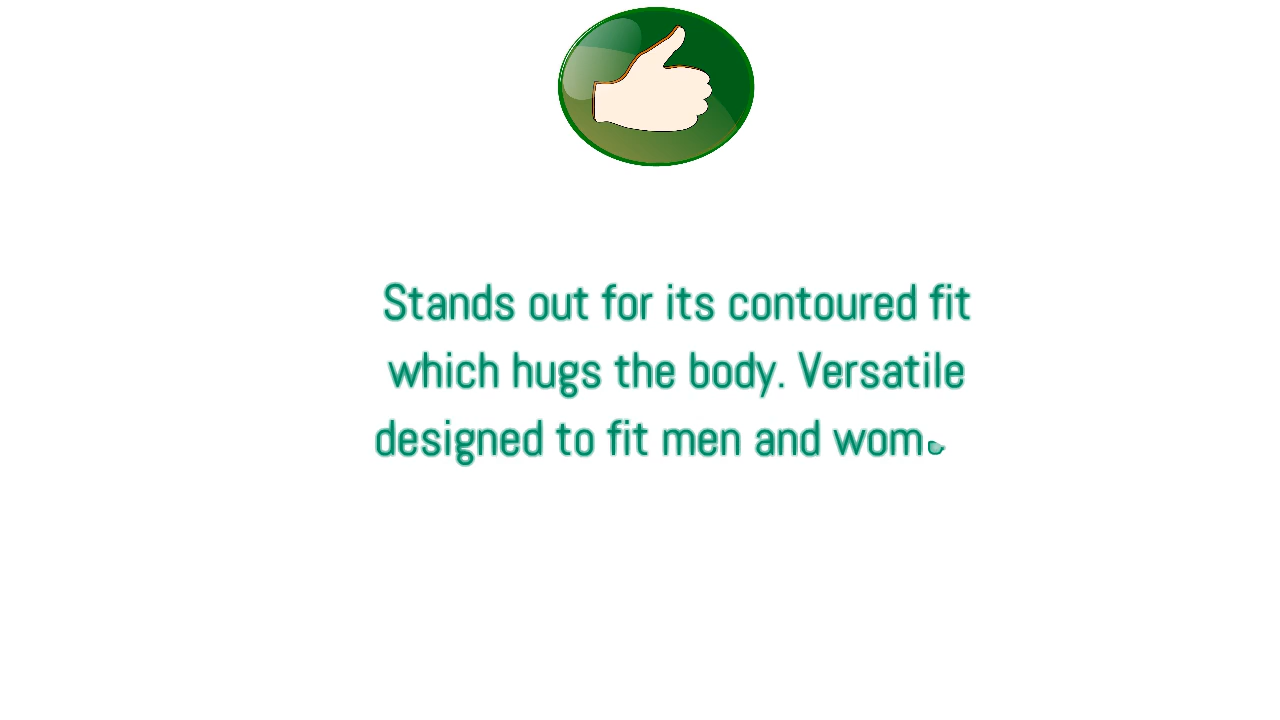 Stands out for its contoured fit
which hugs the body. Versatile
designed to fit men and wom